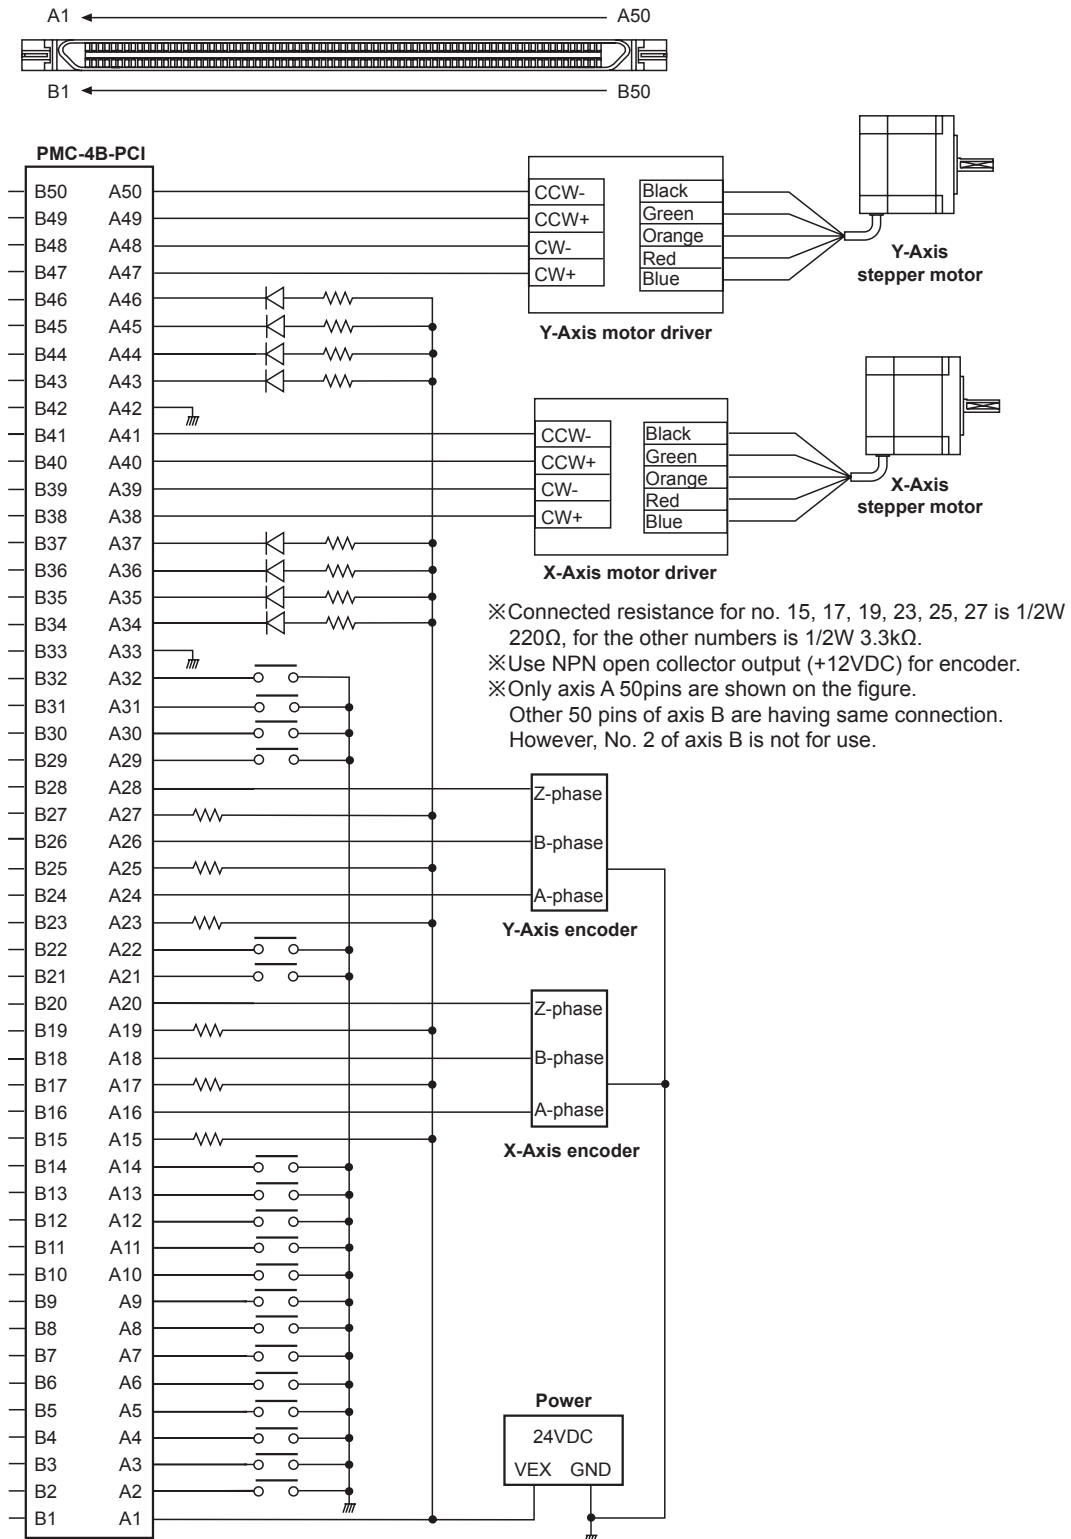 A1 A50
B1 B50
PMC-4B-PCI
B50 A50
B49 A49
B48 A48
B47 A47
B46 A46
B45 A45
B44 A44
B43 A43
B42 A42
B41 A41
B40 A40
B39 A39
B38 A38
B37 A37
B36 A36
B35 A35
B34 A34
B33 A33
B32 A32
B31 A31
B30 A30
B29 A29
B28 A28
B27 A27
B26 A26
B25 A25
B24 A24
B23 A23
B22 A22
B21 A21
B20 A20
B19 A19
B18 A18
B17 A17
B16 A16
B15 A15
B14 A14
B13 A13
B12 A12
B11 A11
B10 A10
B9 A9
B8 A8
B7 A7
B6 A6
B5 A5
B4 A4
B3 A3
B2 A2
B1 A1
CCW-
CCW+
CW-
CW+
Black
Green
Orange
Red
Blue
Y-Axis motor driver
Y-Axis
stepper motor
CCW-
CCW+
CW-
CW+
Black
Green
Orange
Red
Blue
X-Axis motor driver
X-Axis
stepper motor
※Connected resistance for no. 15, 17, 19, 23, 25, 27 is 1/2W
220Ω, for the other numbers is 1/2W 3.3kΩ.
※Use NPN open collector output (+12VDC) for encoder.
※Only axis A 50pins are shown on the figure.
Other 50 pins of axis B are having same connection.
However, No. 2 of axis B is not for use.
Z-phase
B-phase
A-phase
Y-Axis encoder
Z-phase
B-phase
A-phase
X-Axis encoder
Power
24VDC
VEX GND